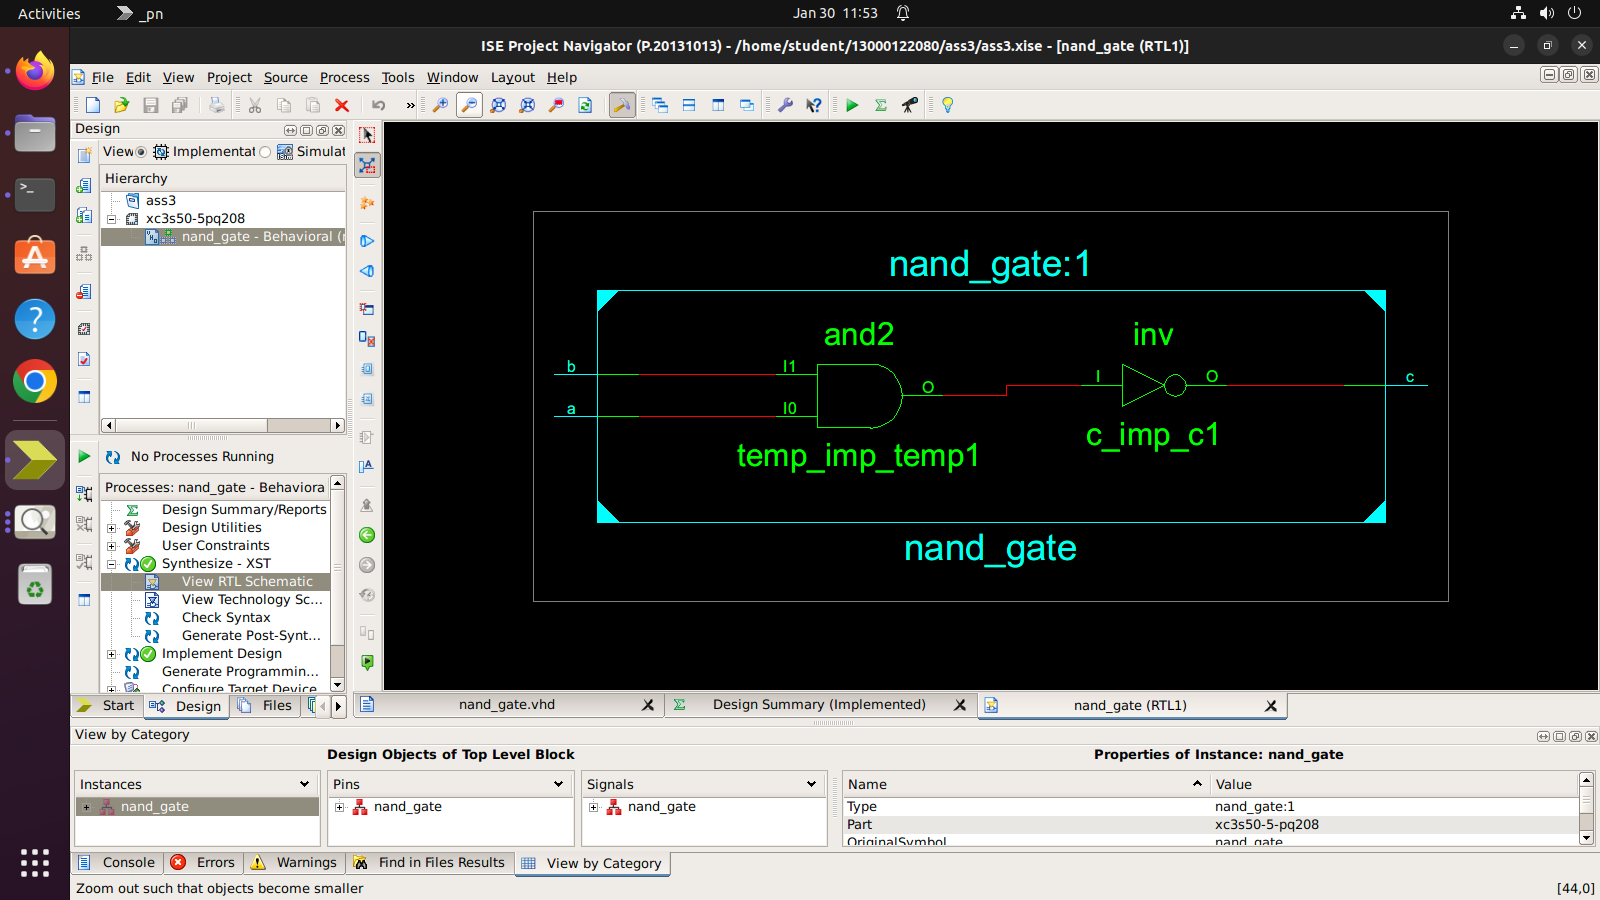 Activities
_pn
Jan 30 11:53
ISE Project Navigator (P.20131013) - /home/student/13000122080/ass3/ass3.xise - [nand_gate (RTL1)]
File Edit View Project Source Process Tools Window Layout Help
»
Design
View Implementat Simulat
Hierarchy
ass3
xc3s50-5pq208
nand_gate - Behavioral (
No Processes Running
Processes: nand_gate - Behaviora
Design Summary/Reports
Design Utilities
User Constraints
Synthesize - XST
View RTL Schematic
View Technology Sc...
Check Syntax
Generate Post-Synt...
Implement Design
Generate Programmin...
Configure Target Device
Start Design Files
nand_gate:1
and2
inv
b
I1
I
O
c
O
a
I0
temp_imp_temp1
c_imp_c1
nand_gate
nand_gate.vhd
Design Summary (Implemented)
nand_gate (RTL1)
View by Category
Design Objects of Top Level Block
Properties of Instance: nand_gate
Instances
nand_gate
Pins
nand_gate
Signals
nand_gate
Name Value
Type nand_gate:1
Part xc3s50-5-pq208
OriginalSymbol nand_gate
Console Errors Warnings Find in Files Results View by Category
Zoom out such that objects become smaller
[44,0]